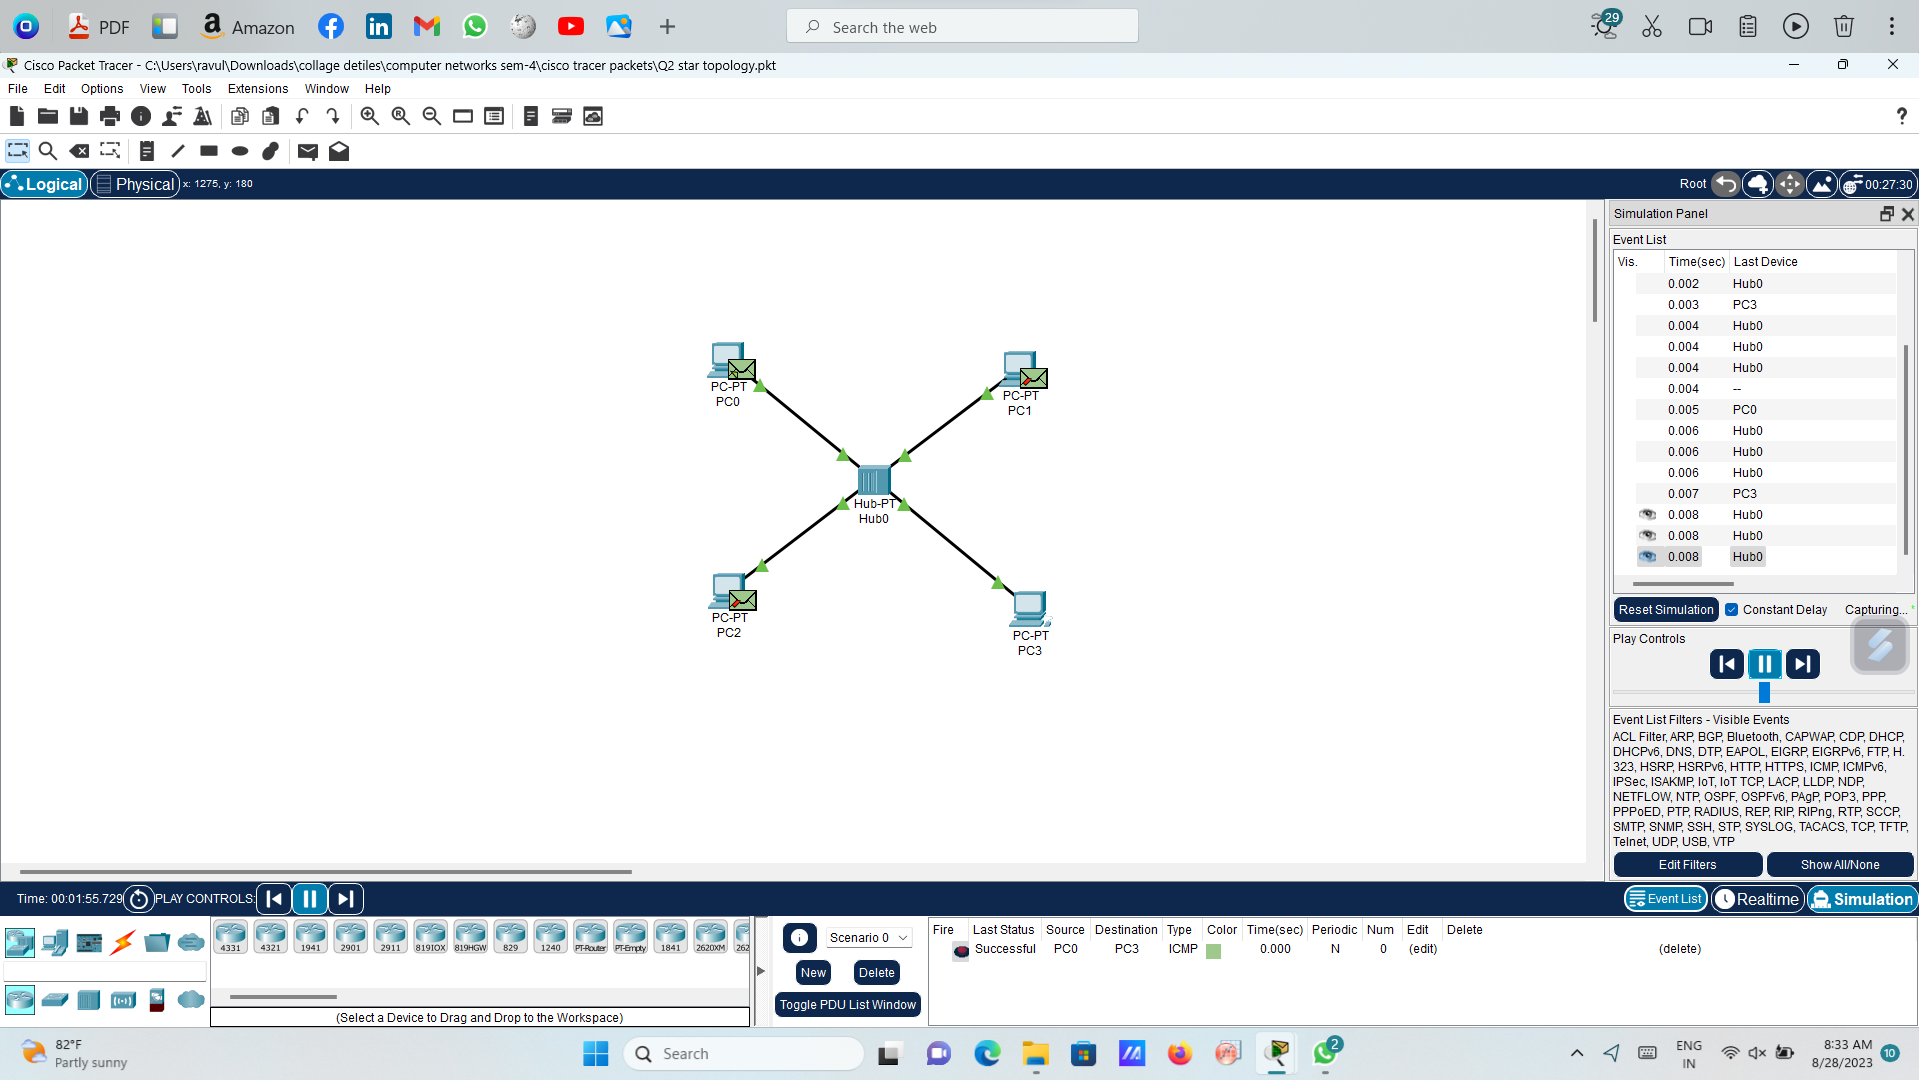 PDF
Amazon
Search the web
29
Cisco Packet Tracer - C:\Users\ravul\Downloads\collage detiles\computer networks sem-4\cisco tracer packets\Q2 star topology.pkt
File Edit Options View Tools Extensions Window Help
Logical Physical x: 1275, y: 180
Root 00:27:30
PC-PT
PC0
PC-PT
PC1
Hub-PT
Hub0
PC-PT
PC2
PC-PT
PC3
Simulation Panel
Event List
Vis. Time(sec) Last Device
0.002 Hub0
0.003 PC3
0.004 Hub0
0.004 Hub0
0.004 Hub0
0.004 --
0.005 PC0
0.006 Hub0
0.006 Hub0
0.006 Hub0
0.007 PC3
0.008 Hub0
0.008 Hub0
0.008 Hub0
Reset Simulation Constant Delay Capturing...
Play Controls
Event List Filters - Visible Events
ACL Filter, ARP, BGP, Bluetooth, CAPWAP, CDP, DHCP,
DHCPv6, DNS, DTP, EAPOL, EIGRP, EIGRPv6, FTP, H.
323, HSRP, HSRPv6, HTTP, HTTPS, ICMP, ICMPv6,
IPSec, ISAKMP, IoT, IoT TCP, LACP, LLDP, NDP,
NETFLOW, NTP, OSPF, OSPFv6, PAgP, POP3, PPP,
PPPoED, PTP, RADIUS, REP, RIP, RIPng, RTP, SCCP,
SMTP, SNMP, SSH, STP, SYSLOG, TACACS, TCP, TFTP,
Telnet, UDP, USB, VTP
Edit Filters Show All/None
Time: 00:01:55.729 PLAY CONTROLS:
Event List Realtime Simulation
4331 4321 1941 2901 2911 819IOX 819HGW 829 1240 PT-Router PT-Empty 1841 2620XM 262
(Select a Device to Drag and Drop to the Workspace)
Scenario 0
New Delete
Toggle PDU List Window
Fire Last Status Source Destination Type Color Time(sec) Periodic Num Edit Delete
Successful PC0 PC3 ICMP 0.000 N 0 (edit) (delete)
82°F
Partly sunny
Search
2
ENG
IN
8:33 AM
8/28/2023
10